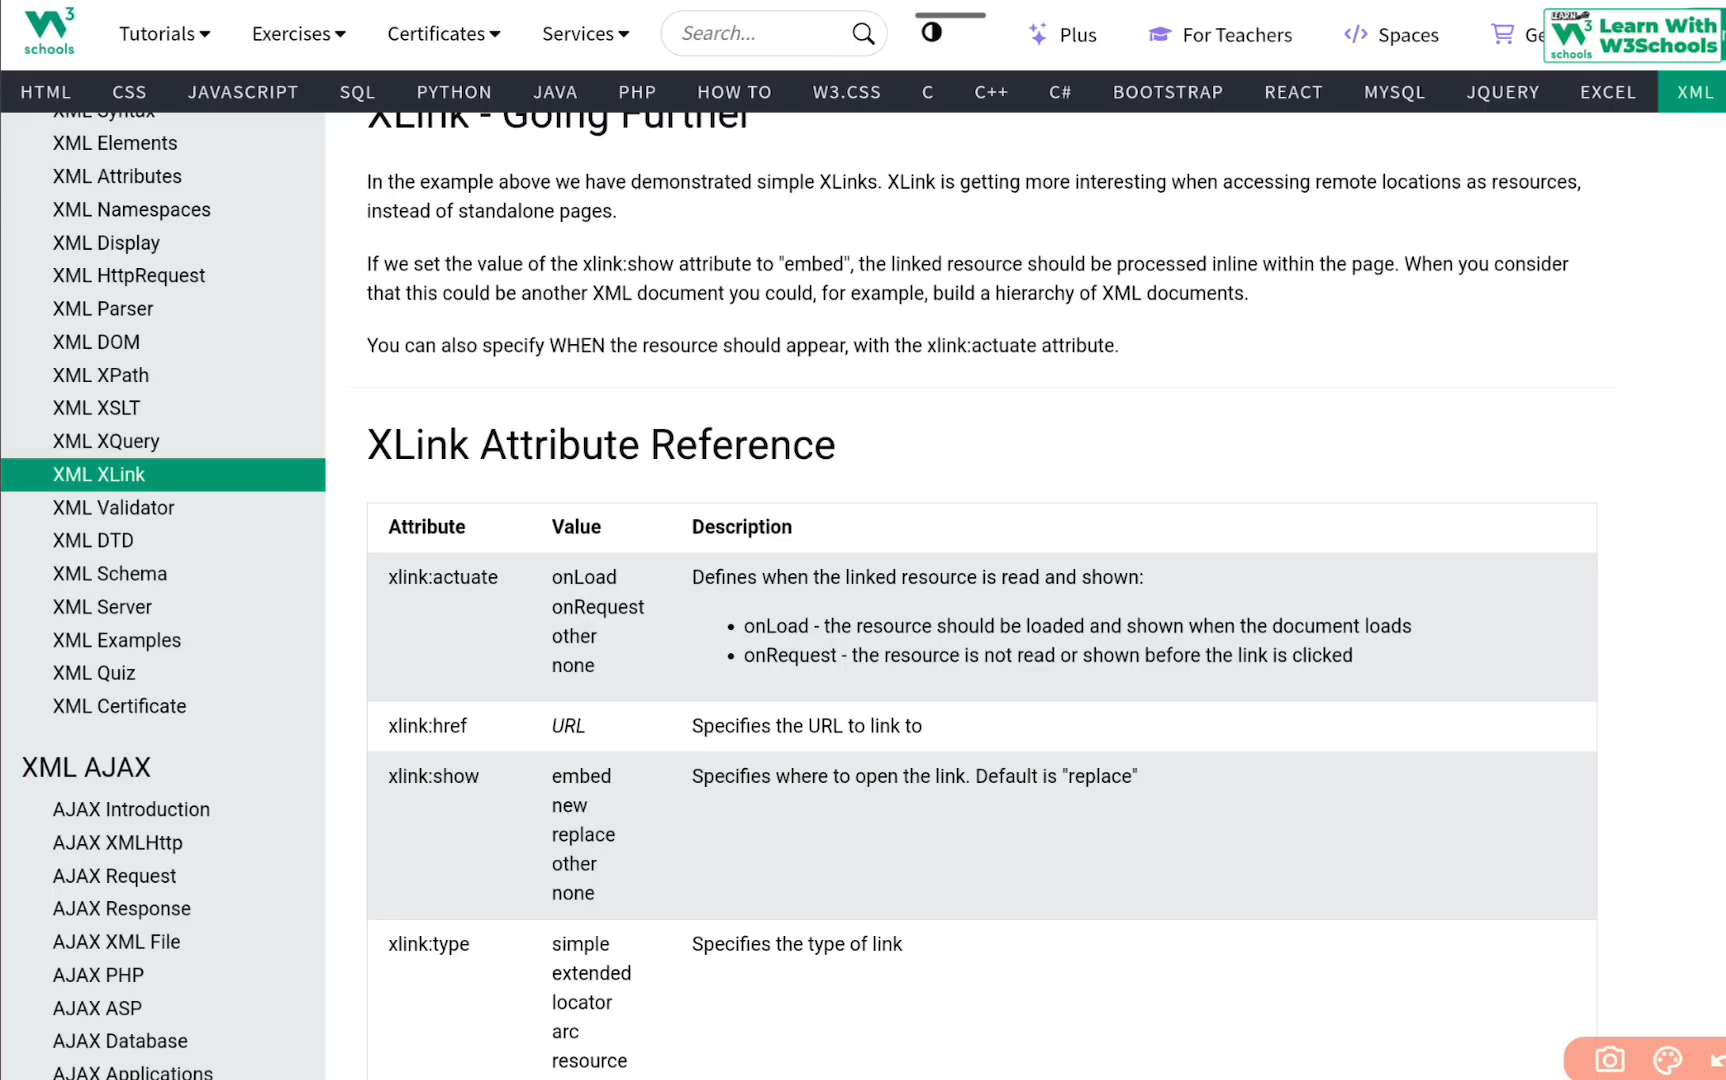 W3 schools
Tutorials Exercises Certificates Services Search... Plus For Teachers Spaces Ge
LEARN W3 schools Learn With W3Schools
HTML CSS JAVASCRIPT SQL PYTHON JAVA PHP HOW TO W3.CSS C C++ C# BOOTSTRAP REACT MYSQL JQUERY EXCEL XML
XML Syntax
XML Elements
XML Attributes
XML Namespaces
XML Display
XML HttpRequest
XML Parser
XML DOM
XML XPath
XML XSLT
XML XQuery
XML XLink
XML Validator
XML DTD
XML Schema
XML Server
XML Examples
XML Quiz
XML Certificate
XML AJAX
AJAX Introduction
AJAX XMLHttp
AJAX Request
AJAX Response
AJAX XML File
AJAX PHP
AJAX ASP
AJAX Database
AJAX Applications
XLink - Going Further
In the example above we have demonstrated simple XLinks. XLink is getting more interesting when accessing remote locations as resources,
instead of standalone pages.
If we set the value of the xlink:show attribute to "embed", the linked resource should be processed inline within the page. When you consider
that this could be another XML document you could, for example, build a hierarchy of XML documents.
You can also specify WHEN the resource should appear, with the xlink:actuate attribute.
XLink Attribute Reference
Attribute Value Description
xlink:actuate onLoad Defines when the linked resource is read and shown:
onRequest
other
none
• onLoad - the resource should be loaded and shown when the document loads
• onRequest - the resource is not read or shown before the link is clicked
xlink:href URL Specifies the URL to link to
xlink:show embed Specifies where to open the link. Default is "replace"
new
replace
other
none
xlink:type simple Specifies the type of link
extended
locator
arc
resource